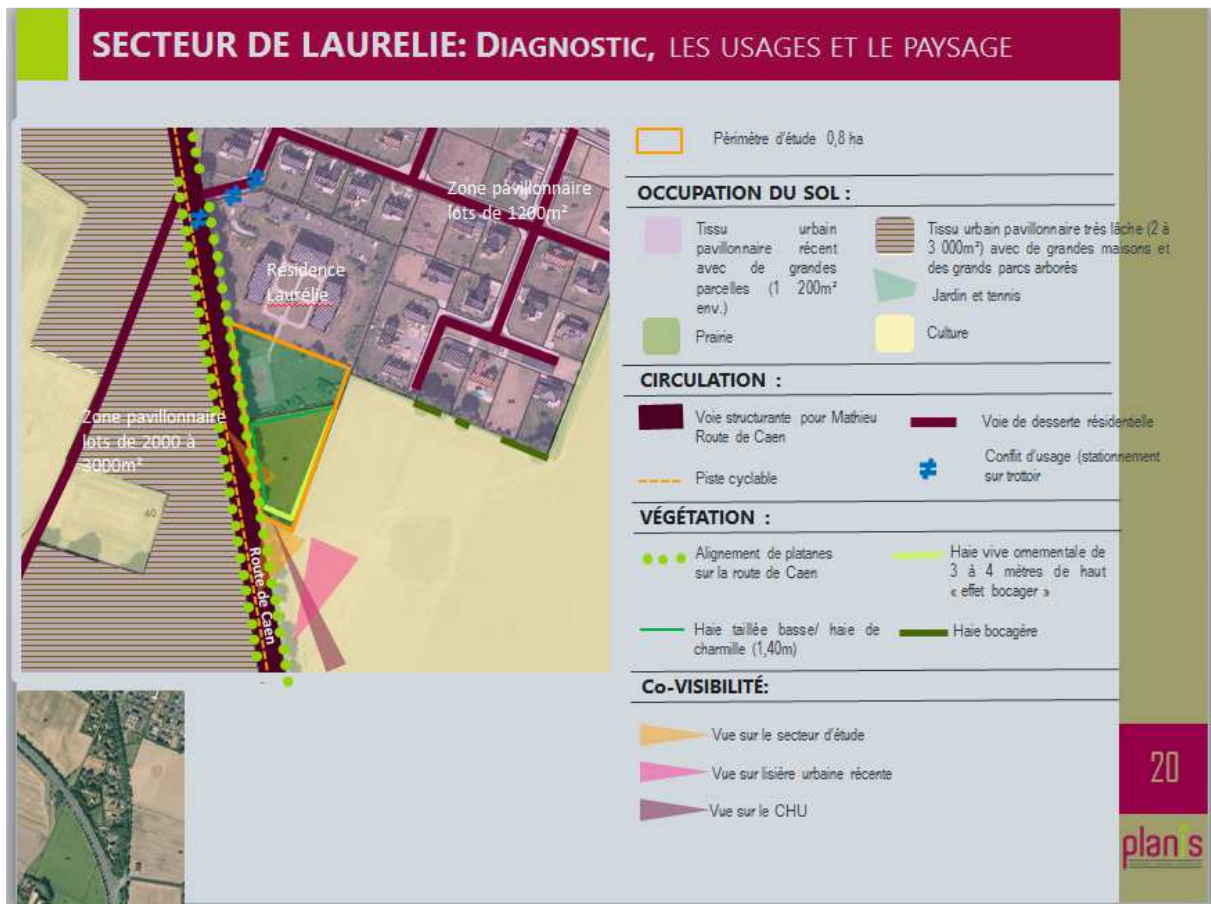 SECTEUR DE LAURELIE: DIAGNOSTIC, LES USAGES ET LE PAYSAGE
Zone pavillonnaire
lots de 1200m²
Résidence
Laurélie
Zone pavillonnaire
lots de 2000 à
3000m²
40
Route de Caen
Périmètre d'étude 0,8 ha
OCCUPATION DU SOL :
Tissu urbain
pavillonnaire récent
avec de grandes
parcelles (1 200m²
env.)
Prairie
Tissu urbain pavillonnaire très lâche (2 à
3 000m²) avec de grandes maisons et
des grands parcs arborés
Jardin et tennis
Culture
CIRCULATION :
Voie structurante pour Mathieu
Route de Caen
Piste cyclable
Voie de desserte résidentielle
Conflit d'usage (stationnement
sur trottoir
VÉGÉTATION :
Alignement de platanes
sur la route de Caen
Haie taillée basse/ haie de
charmille (1,40m)
Haie vive ornementale de
3 à 4 mètres de haut
« effet bocager »
Haie bocagère
Co-VISIBILITÉ:
Vue sur le secteur d'étude
Vue sur lisière urbaine récente
Vue sur le CHU
20
planis